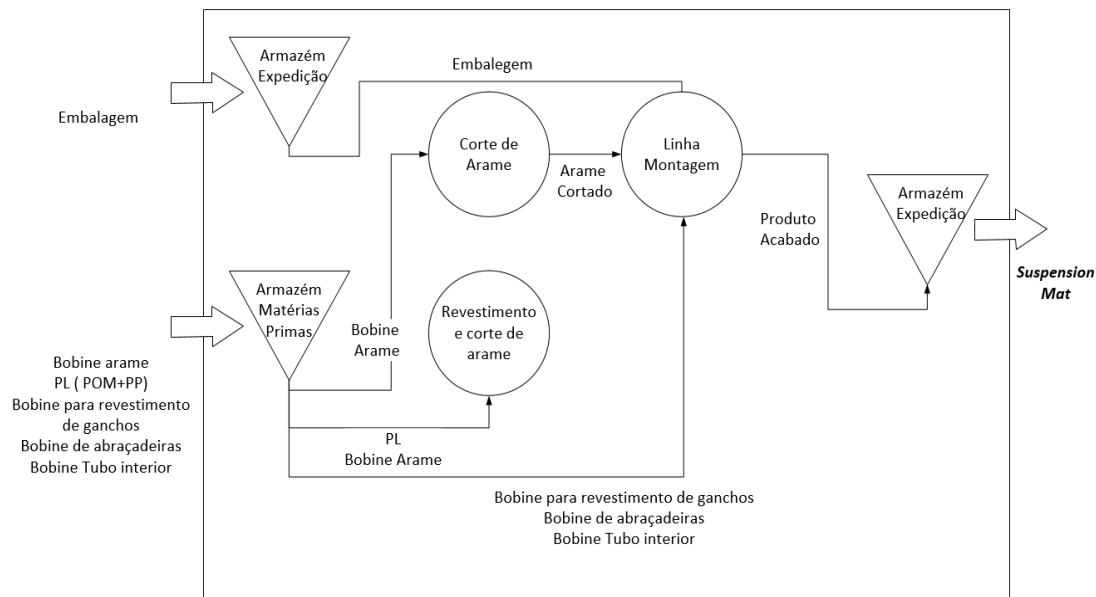 Armazém
Expedição
Embalegem
Embalagem
Corte de
Arame
Arame
Cortado
Linha
Montagem
Armazém
Expedição
Produto
Acabado
Suspension
Mat
Armazém
Matérias
Primas
Bobine
Arame
Revestimento
e corte de
arame
Bobine arame
PL ( POM+PP)
Bobine para revestimento
de ganchos
Bobine de abraçadeiras
Bobine Tubo interior
PL
Bobine Arame
Bobine para revestimento de ganchos
Bobine de abraçadeiras
Bobine Tubo interior